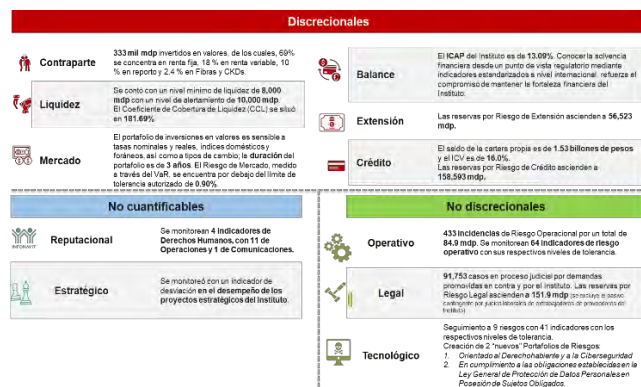 Discrecionales
Contraparte
333 mil mdp invertidos en valores, de los cuales, 69%
se concentra en renta fija, 18 % en renta variable, 10
% en reporto y 2.4 % en Fibras y CKDs.
Liquidez
Se contó con un nivel mínimo de liquidez de 8,000
mdp con un nivel de alertamiento de 10,000 mdp.
El Coeficiente de Cobertura de Liquidez (CCL) se situó
en 181.69%
Mercado
El portafolio de inversiones en valores es sensible a
tasas nominales y reales, índices domésticos y
foráneos, así como a tipos de cambio; la duración del
portafolio es de 3 años. El Riesgo de Mercado, medido
a través del VaR, se encuentra por debajo del límite de
tolerancia autorizado de 0.90%.
Balance
El ICAP del Instituto es de 13.09%. Conocer la solvencia
financiera desde un punto de vista regulatorio mediante
indicadores estandarizados a nivel internacional, refuerza el
compromiso de mantener la fortaleza financiera del
Instituto.
Extensión
Las reservas por Riesgo de Extensión ascienden a 56,523
mdp.
Crédito
El saldo de la cartera propia es de 1.53 billones de pesos
y el ICV es de 16.0%.
Las reservas por Riesgo de Crédito ascienden a
158,593 mdp.
No cuantificables
Reputacional
Se monitorean 4 Indicadores de
Derechos Humanos, con 11 de
Operaciones y 1 de Comunicaciones.
Estratégico
Se monitoreó con un indicador de
desviación en el desempeño de los
proyectos estratégicos del Instituto.
No discrecionales
Operativo
433 incidencias de Riesgo Operacional por un total de
84.9 mdp. Se monitorean 64 indicadores de riesgo
operativo con sus respectivos niveles de tolerancia.
Legal
91,753 casos en proceso judicial por demandas
promovidas en contra y por el Instituto. Las reservas por
Riesgo Legal ascienden a 151.9 mdp (se excluye el pasivo
contingente por juicios laborales de extrabajadores de proveedores del
Instituto)
Tecnológico
Seguimiento a 9 riesgos con 41 indicadores con los
respectivos niveles de tolerancia.
Creación de 2 "nuevos" Portafolios de Riesgos:
1. Orientado al Derechohabiente y a la Ciberseguridad
2. En cumplimiento a las obligaciones establecidas en la
Ley General de Protección de Datos Personales en
Posesión de Sujetos Obligados.